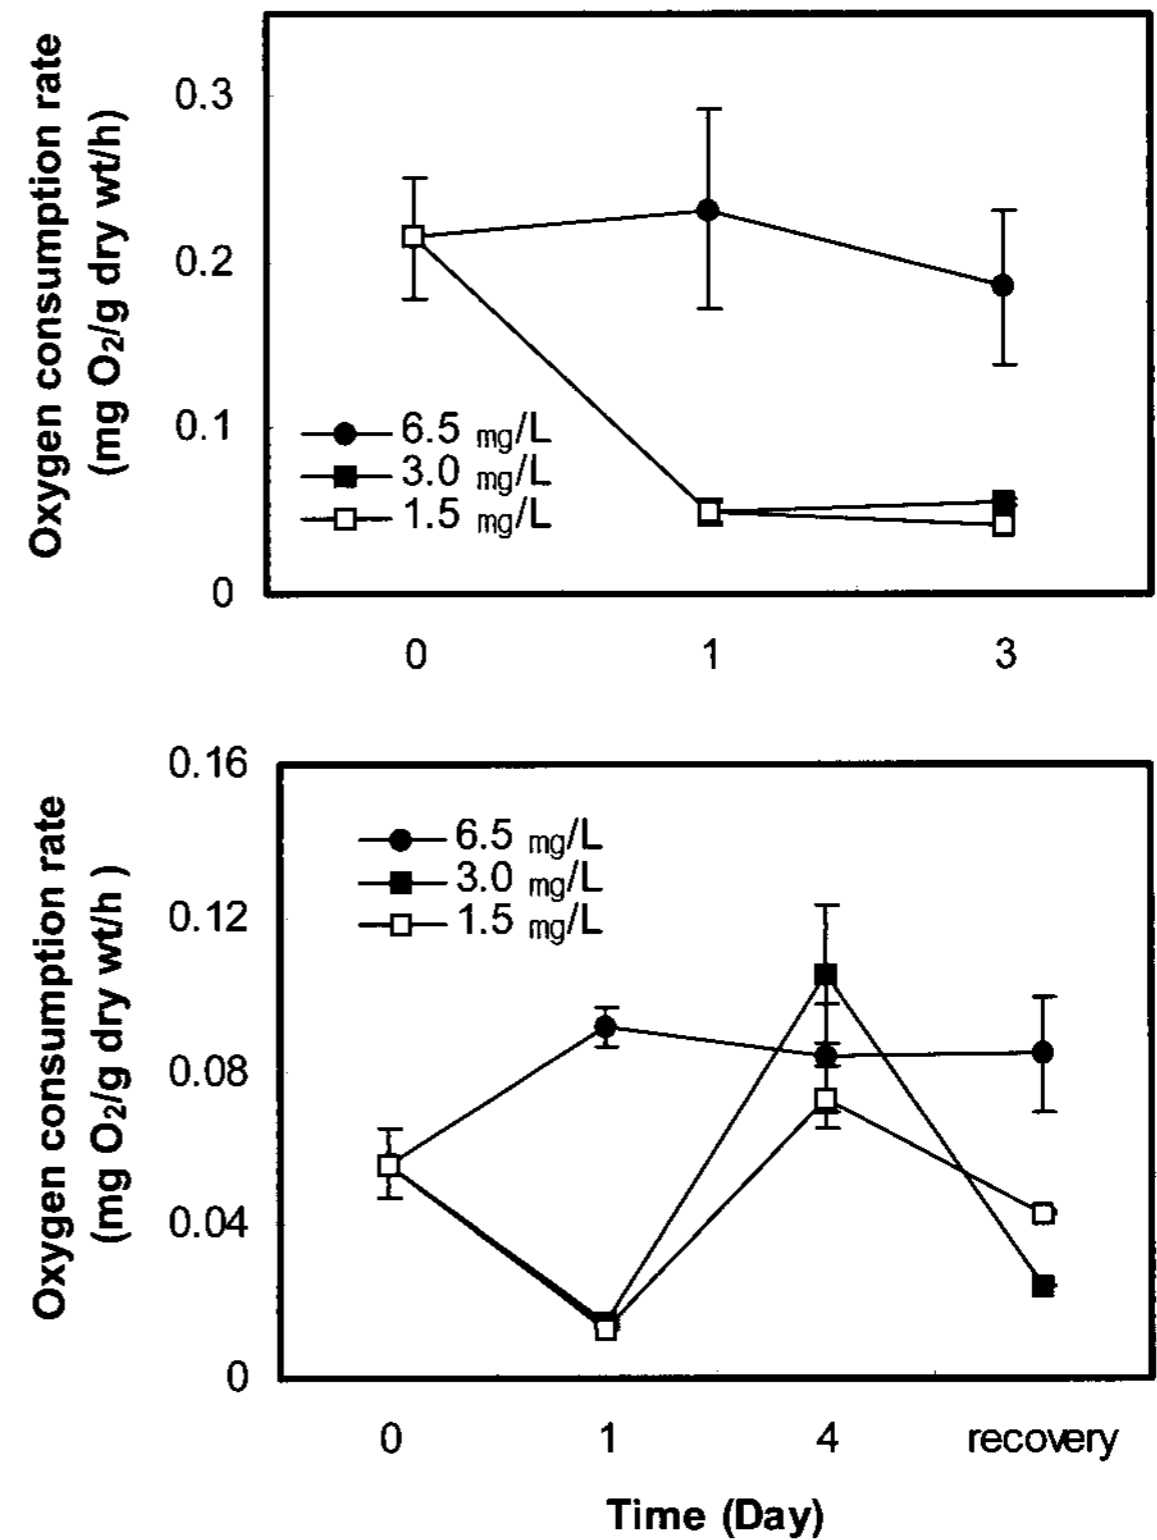 Oxygen consumption rate
(mg O2/g dry wt/h)
0.3
0.2
0.1
0
6.5 mg/L
3.0 mg/L
1.5 mg/L
0 1 3
Oxygen consumption rate
(mg O2/g dry wt/h )
0.16
0.12
0.08
0.04
0
6.5 mg/L
3.0 mg/L
1.5 mg/L
0 1 4 recovery
Time (Day)